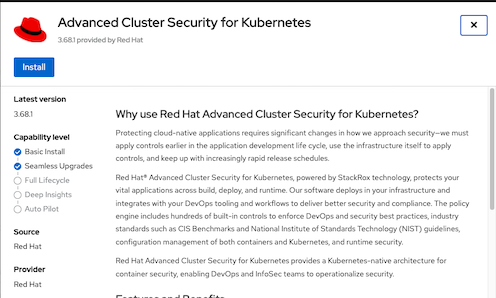 Advanced Cluster Security for Kubernetes
3.68.1 provided by Red Hat
Install
Latest version
3.68.1
Capability level
Basic Install
Seamless Upgrades
Full Lifecycle
Deep Insights
Auto Pilot
Source
Red Hat
Provider
Red Hat
Why use Red Hat Advanced Cluster Security for Kubernetes?
Protecting cloud-native applications requires significant changes in how we approach security—we must
apply controls earlier in the application development life cycle, use the infrastructure itself to apply
controls, and keep up with increasingly rapid release schedules.
Red Hat® Advanced Cluster Security for Kubernetes, powered by StackRox technology, protects your
vital applications across build, deploy, and runtime. Our software deploys in your infrastructure and
integrates with your DevOps tooling and workflows to deliver better security and compliance. The policy
engine includes hundreds of built-in controls to enforce DevOps and security best practices, industry
standards such as CIS Benchmarks and National Institute of Standards Technology (NIST) guidelines,
configuration management of both containers and Kubernetes, and runtime security.
Red Hat Advanced Cluster Security for Kubernetes provides a Kubernetes-native architecture for
container security, enabling DevOps and InfoSec teams to operationalize security.
Features and Benefits